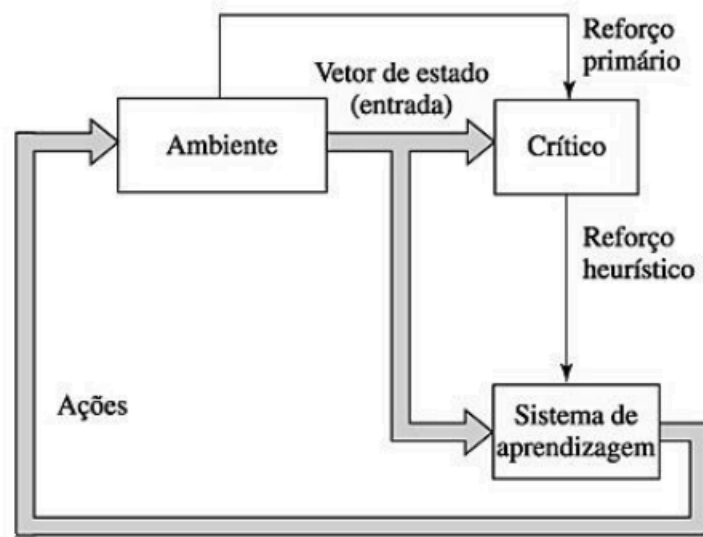 Reforço
primário
Vetor de estado
(entrada)
Ambiente
Crítico
Reforço
heurístico
Ações
Sistema de
aprendizagem